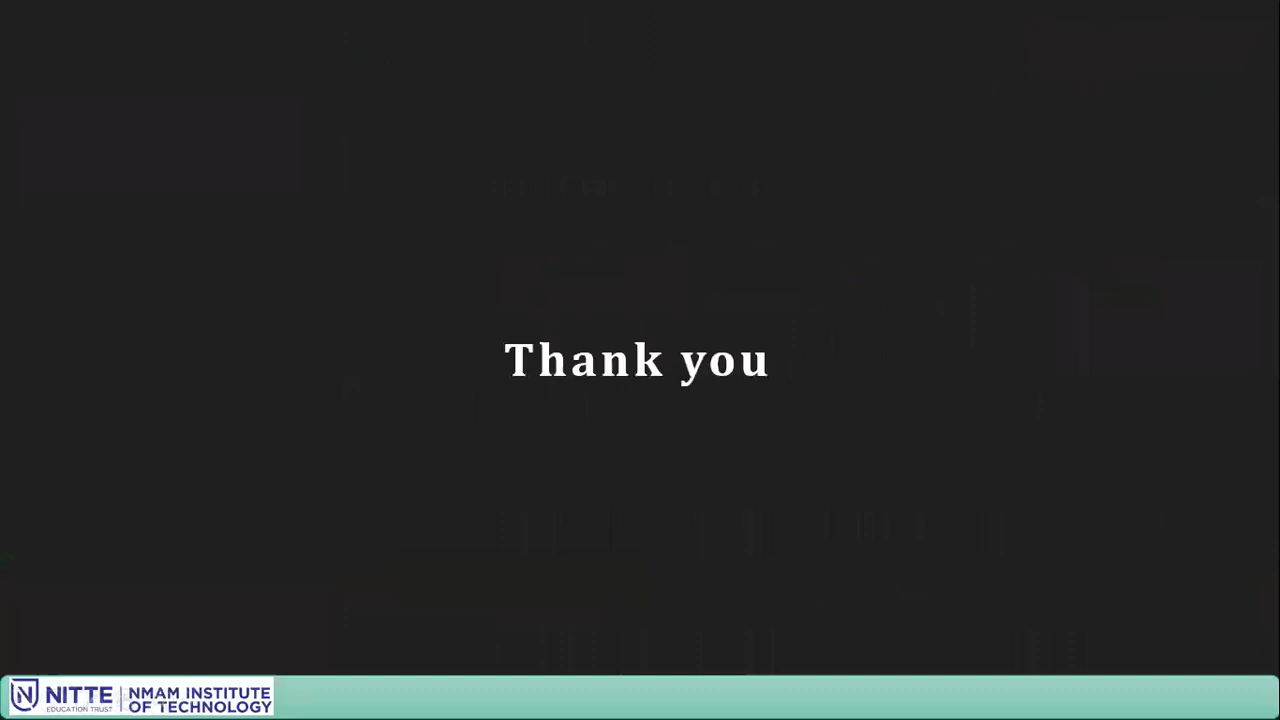 Thank you
NITTE
EDUCATION TRUST
NMAM INSTITUTE
OF TECHNOLOGY